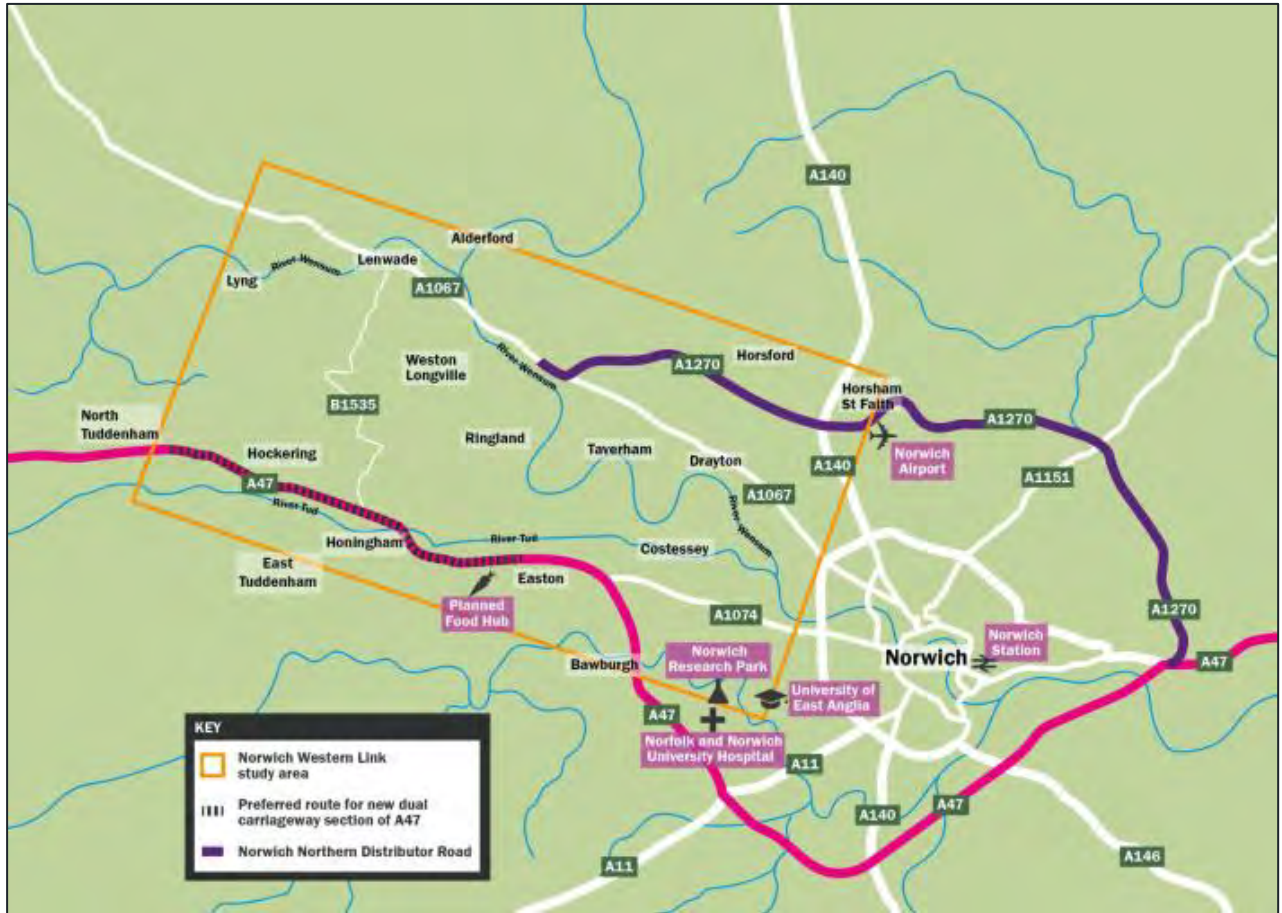 A140
Alderford
Lenwade
River-Wensum
Lyng
A1067
Weston
Longville
River-Wensum
A1270
Horsford
Horsham
St Faith
A1270
B1535
North
Tuddenham
Ringland
Taverham
Drayton
A140
Norwich
Airport
A1151
Hockering
A47
River-Tud
A1067
River-Wensum
Honingham
River-Tud
Costessey
East
Tuddenham
Easton
Planned
Food Hub
A1074
A1270
Norwich
Norwich
Station
A47
Bawburgh
Norwich
Research Park
University of
East Anglia
A47
Norfolk and Norwich
University Hospital
A11
A140
A47
A11
A146
KEY
Norwich Western Link
study area
Preferred route for new dual
carriageway section of A47
Norwich Northern Distributor Road